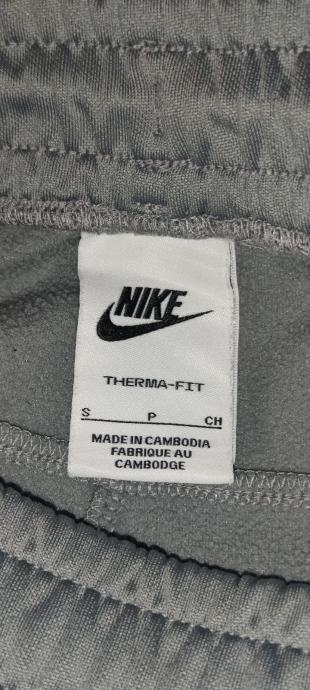 NIKE
THERMA-FIT
S P CH
MADE IN CAMBODIA
FABRIQUE AU
CAMBODGE